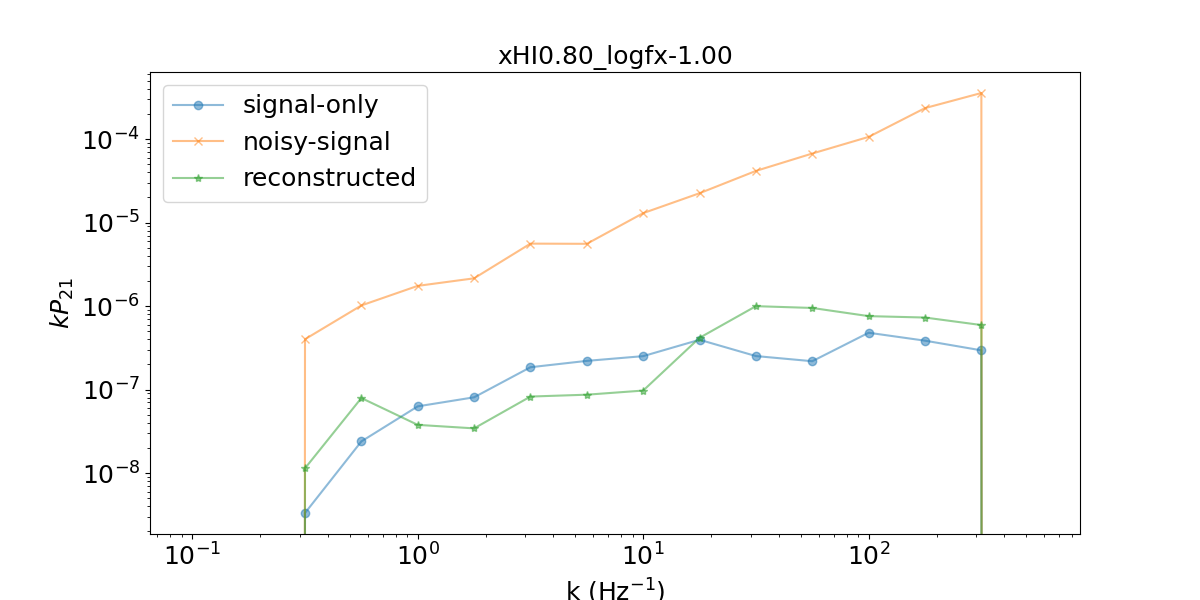 xHI0.80_logfx-1.00
signal-only
noisy-signal
reconstructed
10⁻⁴
10⁻⁵
10⁻⁶
10⁻⁷
10⁻⁸
kP₂₁
10⁻¹ 10⁰ 10¹ 10²
k (Hz⁻¹)